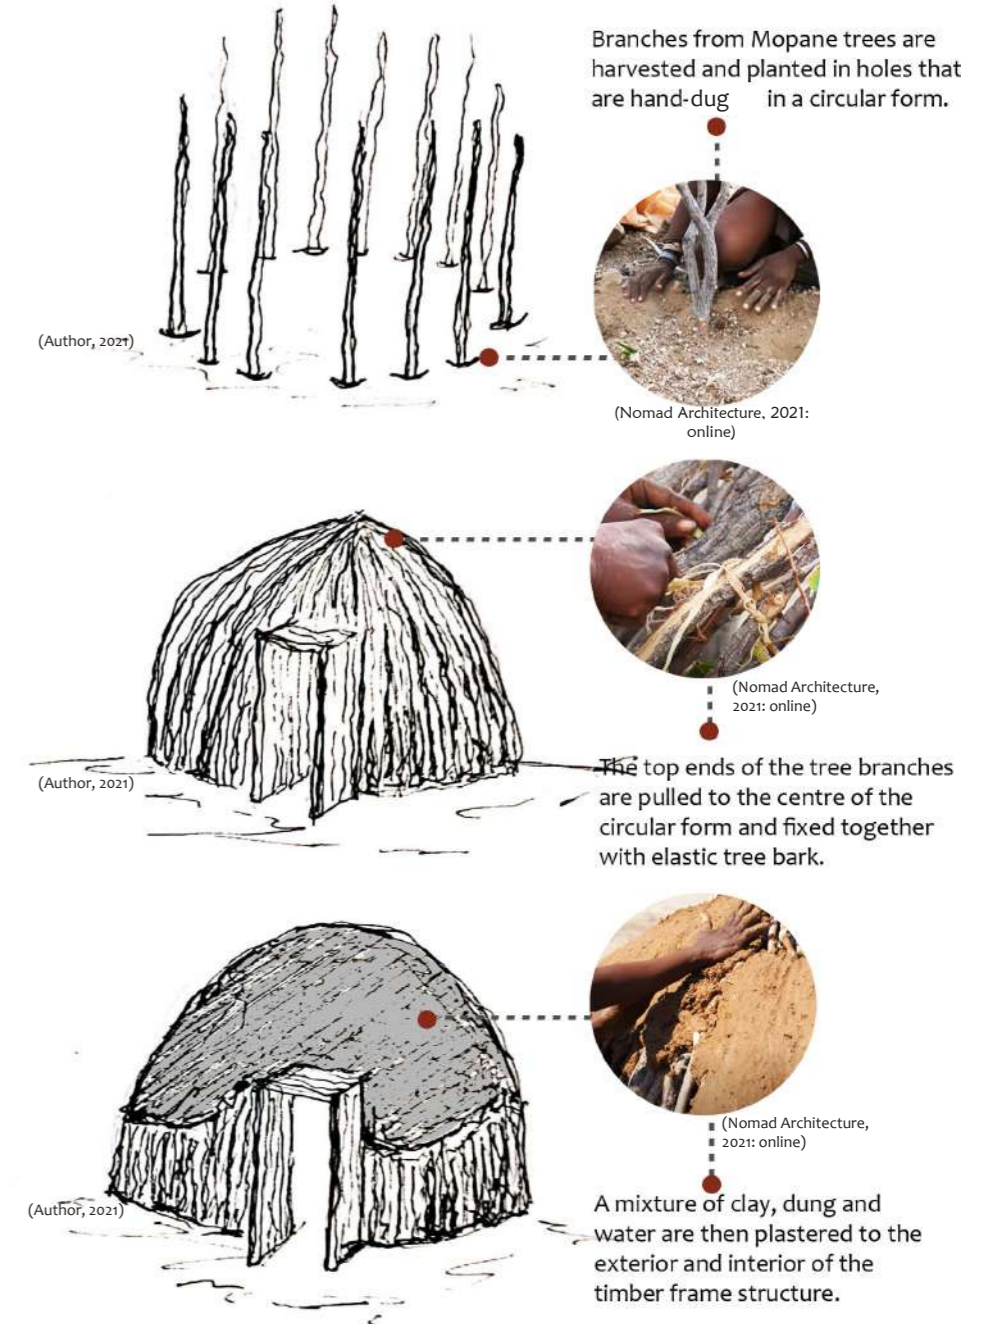 Branches from Mopane trees are
harvested and planted in holes that
are hand-dug in a circular form.
(Author, 2021)
(Nomad Architecture, 2021:
online)
(Nomad Architecture,
2021: online)
The top ends of the tree branches
are pulled to the centre of the
circular form and fixed together
with elastic tree bark.
(Author, 2021)
(Nomad Architecture,
2021: online)
A mixture of clay, dung and
water are then plastered to the
exterior and interior of the
timber frame structure.
(Author, 2021)